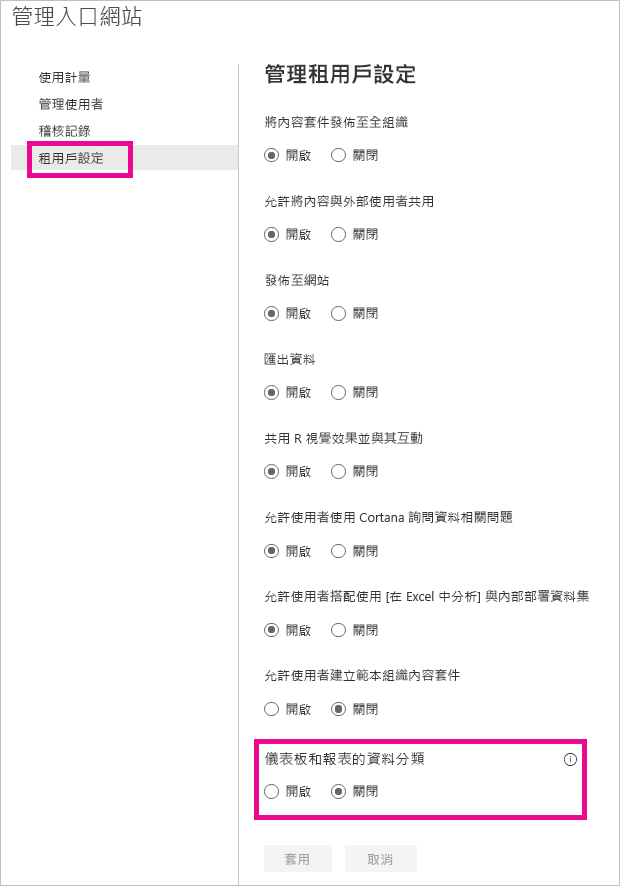 管理入口網站
使用計量
管理使用者
稽核記錄
租用戶設定
管理租用戶設定
將內容套件發佈至全組織
開啟 關閉
允許將內容與外部使用者共用
開啟 關閉
發佈至網站
開啟 關閉
匯出資料
開啟 關閉
共用 R 視覺效果並與其互動
開啟 關閉
允許使用者使用 Cortana 詢問資料相關問題
開啟 關閉
允許使用者搭配使用 [在 Excel 中分析] 與內部部署資料集
開啟 關閉
允許使用者建立範本組織內容套件
開啟 關閉
儀表板和報表的資料分類
開啟 關閉
套用 取消